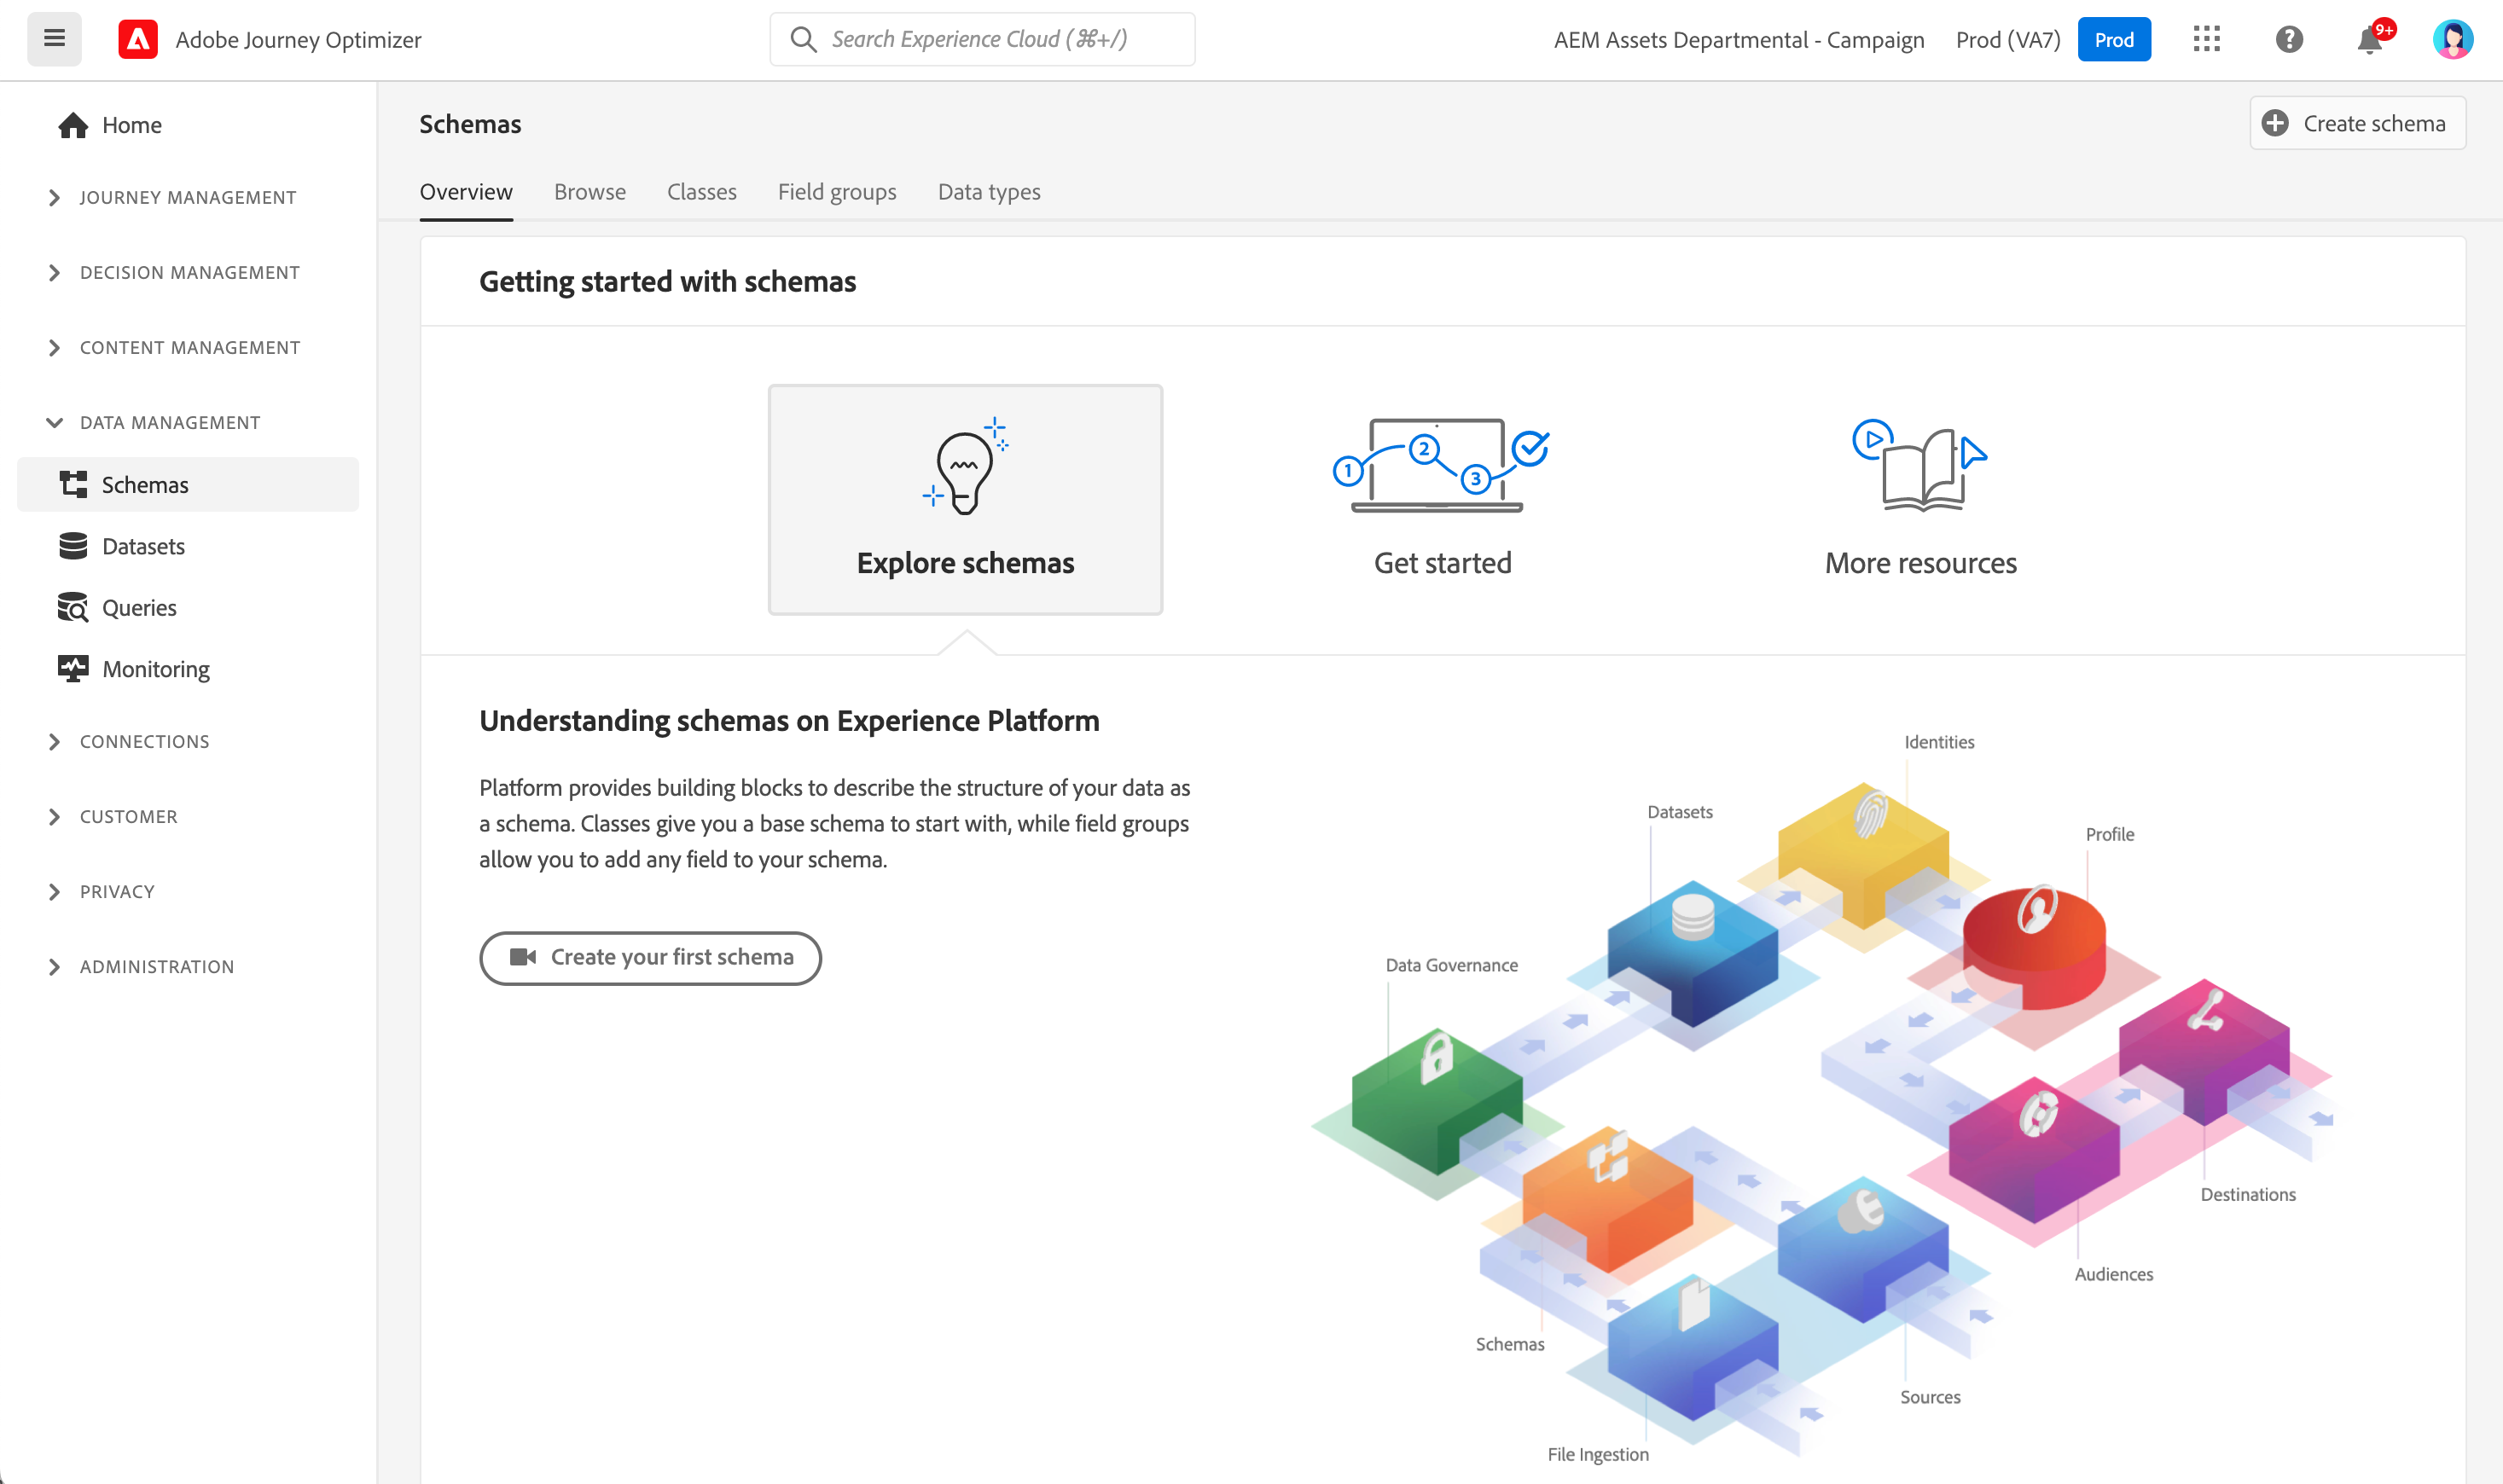 Adobe Journey Optimizer
Search Experience Cloud (⌘+/)
AEM Assets Departmental - Campaign
Prod (VA7)
Prod
9+
Home
JOURNEY MANAGEMENT
DECISION MANAGEMENT
CONTENT MANAGEMENT
DATA MANAGEMENT
Schemas
Datasets
Queries
Monitoring
CONNECTIONS
CUSTOMER
PRIVACY
ADMINISTRATION
Schemas
Create schema
Overview
Browse
Classes
Field groups
Data types
Getting started with schemas
1
2
3
Explore schemas
Get started
More resources
Understanding schemas on Experience Platform
Platform provides building blocks to describe the structure of your data as
a schema. Classes give you a base schema to start with, while field groups
allow you to add any field to your schema.
Create your first schema
Identities
Datasets
Profile
Data Governance
Destinations
Audiences
Schemas
Sources
File Ingestion